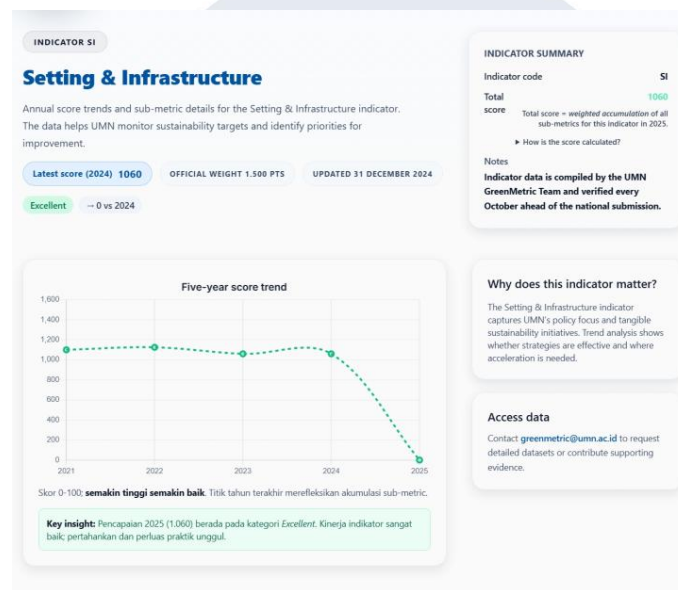 INDICATOR SI
Setting & Infrastructure
Annual score trends and sub-metric details for the Setting & Infrastructure indicator.
The data helps UMN monitor sustainability targets and identify priorities for
improvement.
Latest score (2024) 1060
OFFICIAL WEIGHT 1.500 PTS
UPDATED 31 DECEMBER 2024
Excellent
→ 0 vs 2024
INDICATOR SUMMARY
Indicator code SI
Total score 1060
Total score = weighted accumulation of all
sub-metrics for this indicator in 2025.
▶ How is the score calculated?
Notes
Indicator data is compiled by the UMN
GreenMetric Team and verified every
October ahead of the national submission.
Five-year score trend
1,600
1,400
1,200
1,000
800
600
400
200
0
2021 2022 2023 2024 2025
Skor 0-100; semakin tinggi semakin baik. Titik tahun terakhir merefleksikan akumulasi sub-metric.
Key insight: Pencapaian 2025 (1.060) berada pada kategori Excellent. Kinerja indikator sangat
baik; pertahankan dan perluas praktik unggul.
Why does this indicator matter?
The Setting & Infrastructure indicator
captures UMN's policy focus and tangible
sustainability initiatives. Trend analysis shows
whether strategies are effective and where
acceleration is needed.
Access data
Contact greenmetric@umn.ac.id to request
detailed datasets or contribute supporting
evidence.